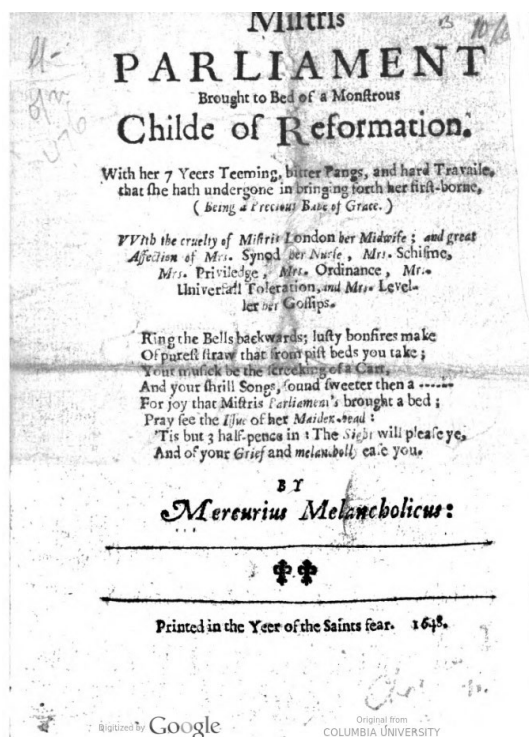 Miſtris
PARLIAMENT
Brought to Bed of a Monſtrous
Childe of Reformation.
With her 7 Yeers Teeming, bitter Pangs, and hard Travaile,
that ſhe hath undergone in bringing forth her firſt-borne,
( being a Precious Babe of Grace. )
VVith the cruelty of Miſtris London her Midwife ; and great
Affection of Mrs. Synod her Nurſe , Mrs. Schiſme,
Mrs. Priviledge, Mrs. Ordinance, Mrs.
Univerſall Toleration, and Mrs. Level-
ler her Goſſips.
Ring the Bells backwards; luſty bonfires make
Of pureſt ſtraw that from piſt beds you take ;
Your muſick be the ſcreeking of a Cart,
And your ſhrill Songs, ſound ſweeter then a ------
For joy that Miſtris Parliament's brought a bed ;
Pray ſee the Iſſue of her Maiden-head :
'Tis but 3 half-pence in : The Sight will pleaſe ye,
And of your Grief and melancholly eaſe you.
BY
Mercurius Melancholicus:
Printed in the Yeer of the Saints fear. 1648.
Digitized by Google
Original from
COLUMBIA UNIVERSITY